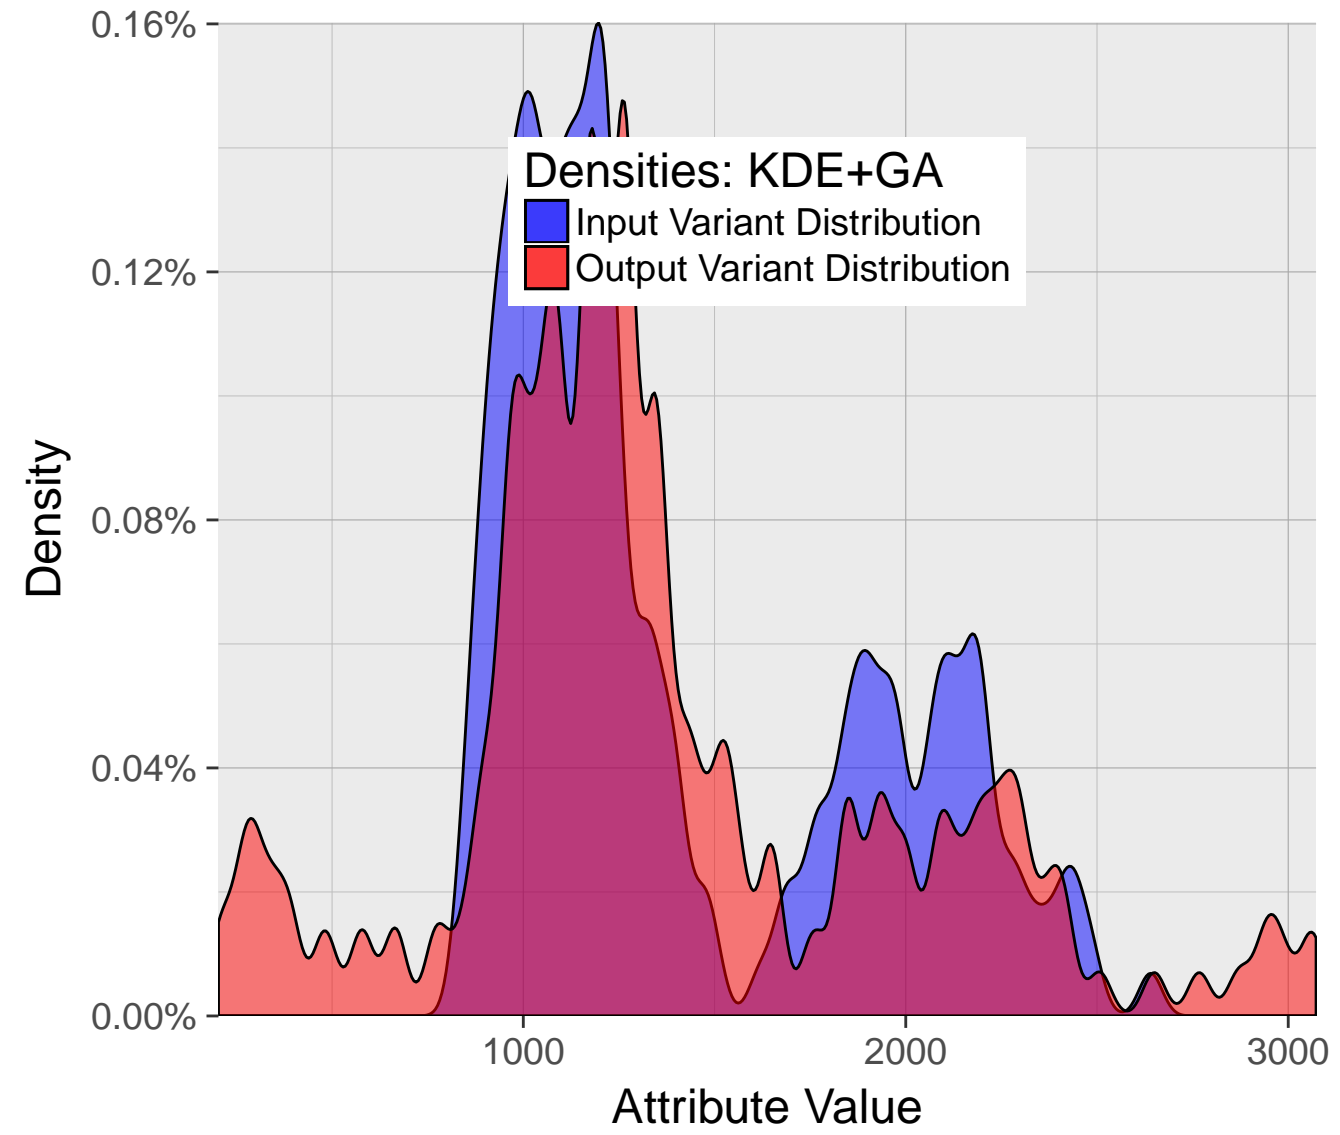 0.16%
0.12%
0.08%
0.04%
0.00%
Density
Densities: KDE+GA
Input Variant Distribution
Output Variant Distribution
1000
2000
3000
Attribute Value